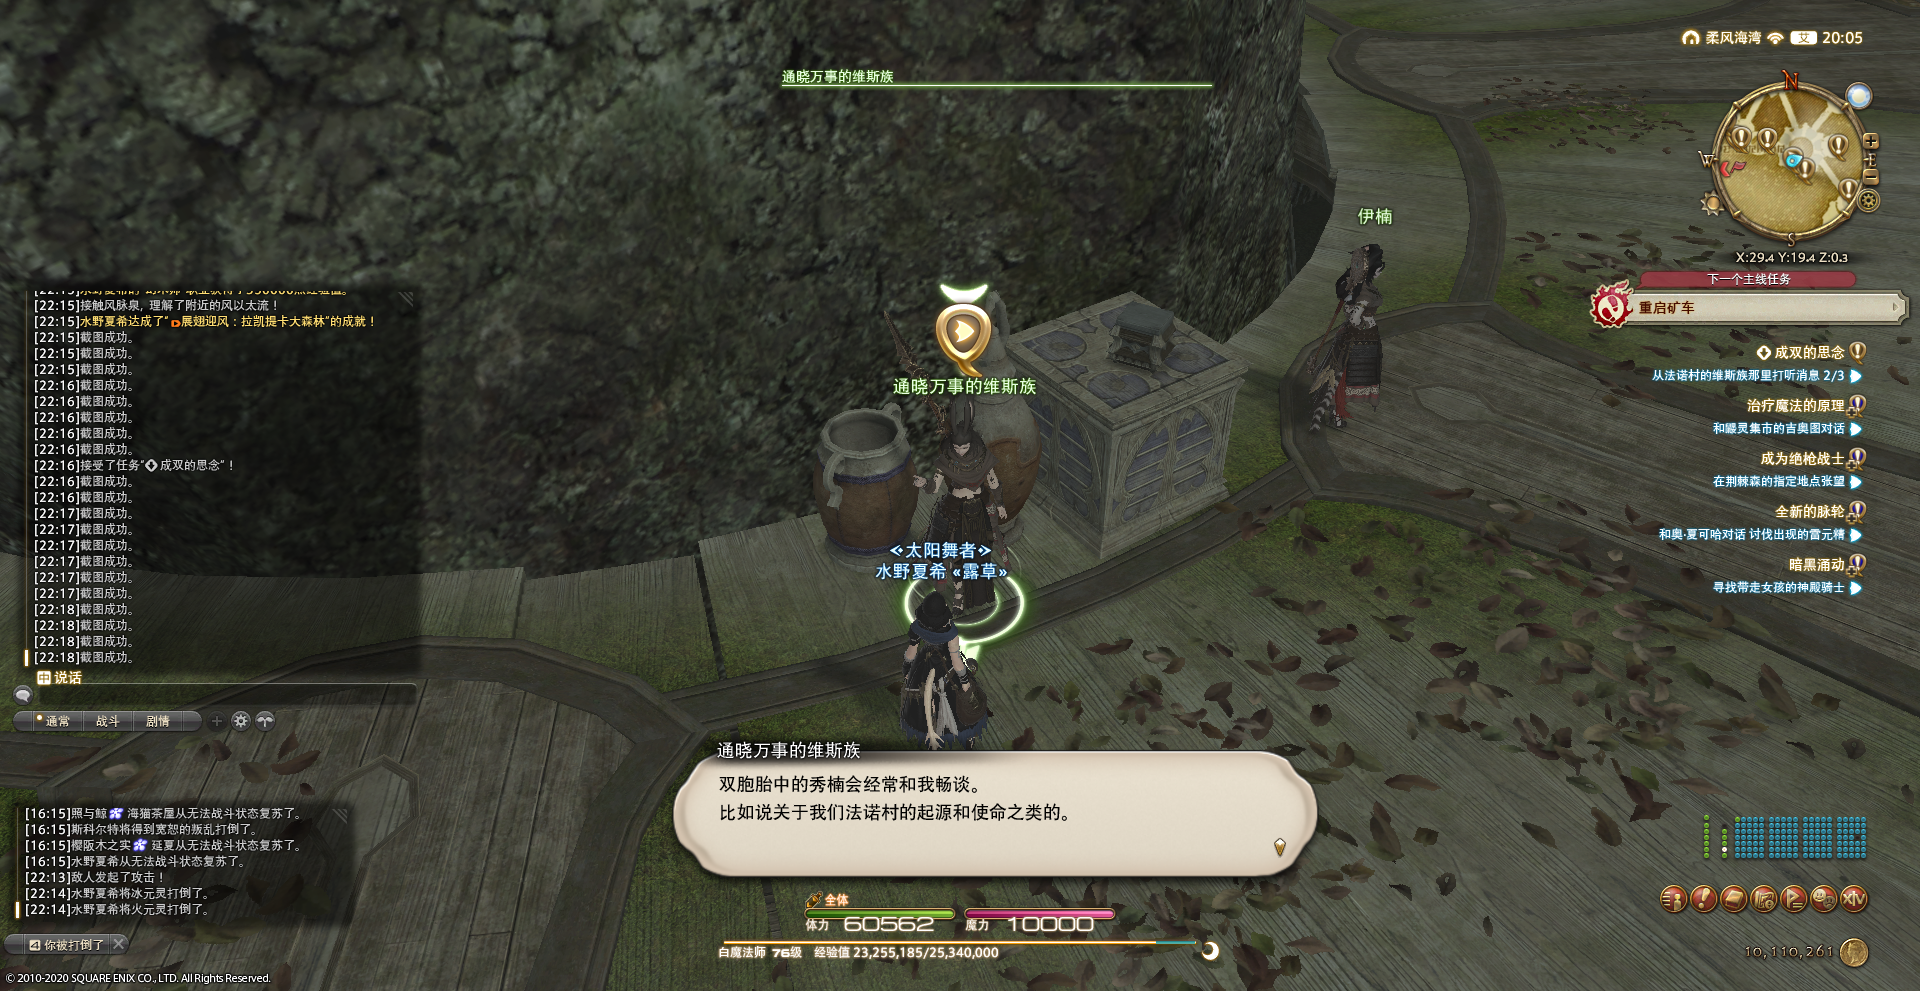 通晓万事的维斯族
柔风海湾 艾 20:05
N
W
E
S
X:29.4 Y:19.4 Z:0.3
下一个主线任务
重启矿车
成双的思念
从法诺村的维斯族那里打听消息 2/3
治疗魔法的原理
和鼹灵集市的吉奥图对话
成为绝枪战士
在荆棘森的指定地点张望
全新的脉轮
和奥·夏可哈对话 讨伐出现的雷元精
暗黑涌动
寻找带走女孩的神殿骑士
伊楠
通晓万事的维斯族
太阳舞者
水野夏希 «露草»
[22:15]接触风脉泉，理解了附近的风以太流！
[22:15]水野夏希达成了“展翅迎风：拉凯提卡大森林”的成就！
[22:15]截图成功。
[22:15]截图成功。
[22:15]截图成功。
[22:16]截图成功。
[22:16]截图成功。
[22:16]截图成功。
[22:16]截图成功。
[22:16]截图成功。
[22:16]接受了任务“成双的思念”！
[22:16]截图成功。
[22:16]截图成功。
[22:17]截图成功。
[22:17]截图成功。
[22:17]截图成功。
[22:17]截图成功。
[22:17]截图成功。
[22:17]截图成功。
[22:18]截图成功。
[22:18]截图成功。
[22:18]截图成功。
[22:18]截图成功。
中 说话
通常 战斗 剧情
[16:15]照与鲸 海猫茶屋从无法战斗状态复苏了。
[16:15]斯科尔特将得到宽恕的叛乱打倒了。
[16:15]樱阪木之实 延夏从无法战斗状态复苏了。
[16:15]水野夏希从无法战斗状态复苏了。
[22:13]敌人发起了攻击！
[22:14]水野夏希将冰元灵打倒了。
[22:14]水野夏希将火元灵打倒了。
4 你被打倒了
© 2010-2020 SQUARE ENIX CO., LTD. All Rights Reserved.
通晓万事的维斯族
双胞胎中的秀楠会经常和我畅谈。
比如说关于我们法诺村的起源和使命之类的。
全体
体力 60562 魔力 10000
白魔法师 76级 经验值 23,255,185/25,340,000
XIV
10,110,261